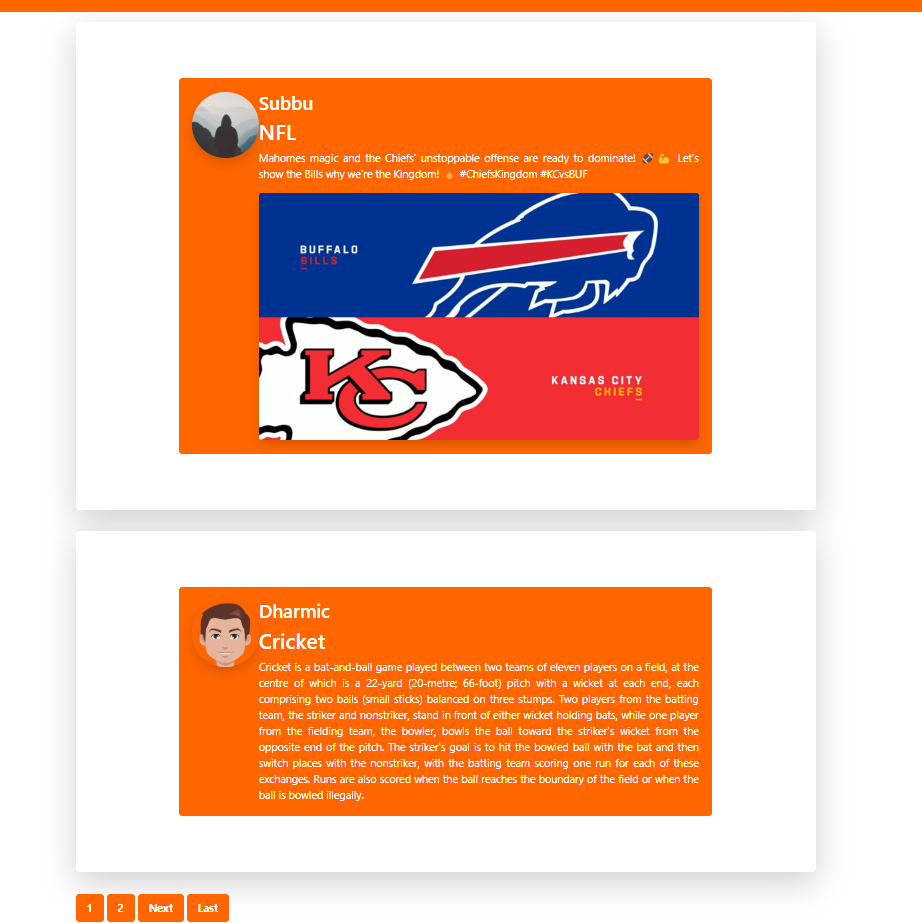 Subbu
NFL
Mahomes magic and the Chiefs' unstoppable offense are ready to dominate! 🏈 💪 Let's
show the Bills why we're the Kingdom! 🔥 #ChiefsKingdom #KCvsBUF
BUFFALO
BILLS
KC
KANSAS CITY
CHIEFS
Dharmic
Cricket
Cricket is a bat-and-ball game played between two teams of eleven players on a field, at the
centre of which is a 22-yard (20-metre; 66-foot) pitch with a wicket at each end, each
comprising two bails (small sticks) balanced on three stumps. Two players from the batting
team, the striker and nonstriker, stand in front of either wicket holding bats, while one player
from the fielding team, the bowler, bowls the ball toward the striker's wicket from the
opposite end of the pitch. The striker's goal is to hit the bowled ball with the bat and then
switch places with the nonstriker, with the batting team scoring one run for each of these
exchanges. Runs are also scored when the ball reaches the boundary of the field or when the
ball is bowled illegally.
1 2 Next Last